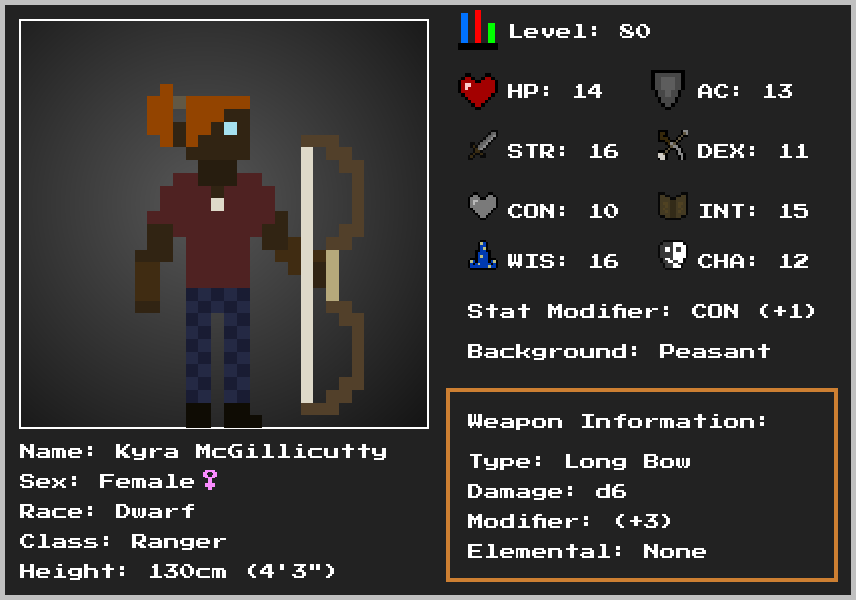 Level: 80
HP: 14
AC: 13
STR: 16
DEX: 11
CON: 10
INT: 15
WIS: 16
CHA: 12
Stat Modifier: CON (+1)
Background: Peasant
Weapon Information:
Type: Long Bow
Damage: d6
Modifier: (+3)
Elemental: None
Name: Kyra McGillicutty
Sex: Female♀
Race: Dwarf
Class: Ranger
Height: 130cm (4'3")